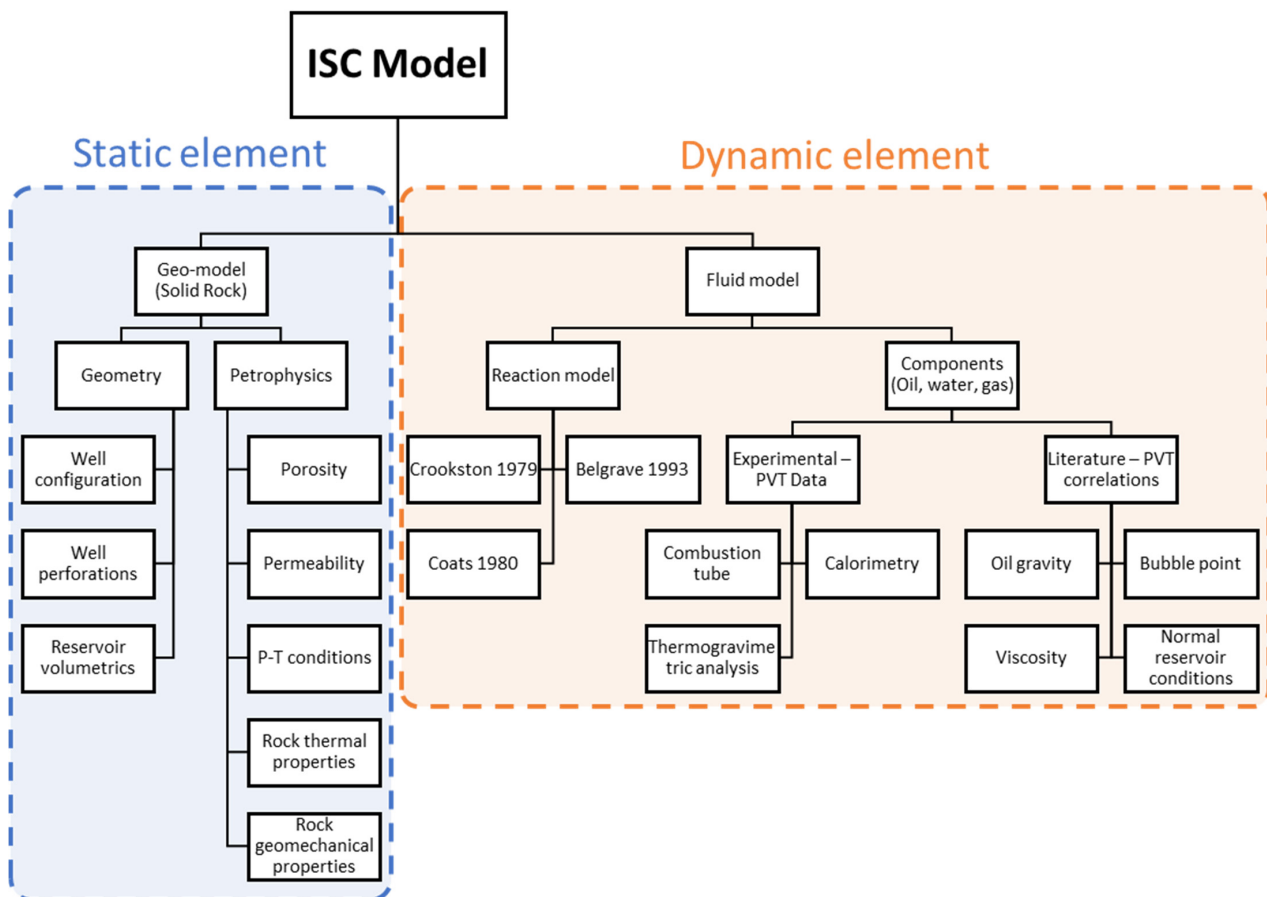 ISC Model
Static element
Dynamic element
Geo-model
(Solid Rock)
Fluid model
Geometry
Petrophysics
Reaction model
Components
(Oil, water, gas)
Well
configuration
Porosity
Crookston 1979
Belgrave 1993
Experimental –
PVT Data
Literature – PVT
correlations
Well
perforations
Permeability
Coats 1980
Combustion
tube
Calorimetry
Oil gravity
Bubble point
Reservoir
volumetrics
P-T conditions
Thermogravime
tric analysis
Viscosity
Normal
reservoir
conditions
Rock thermal
properties
Rock
geomechanical
properties